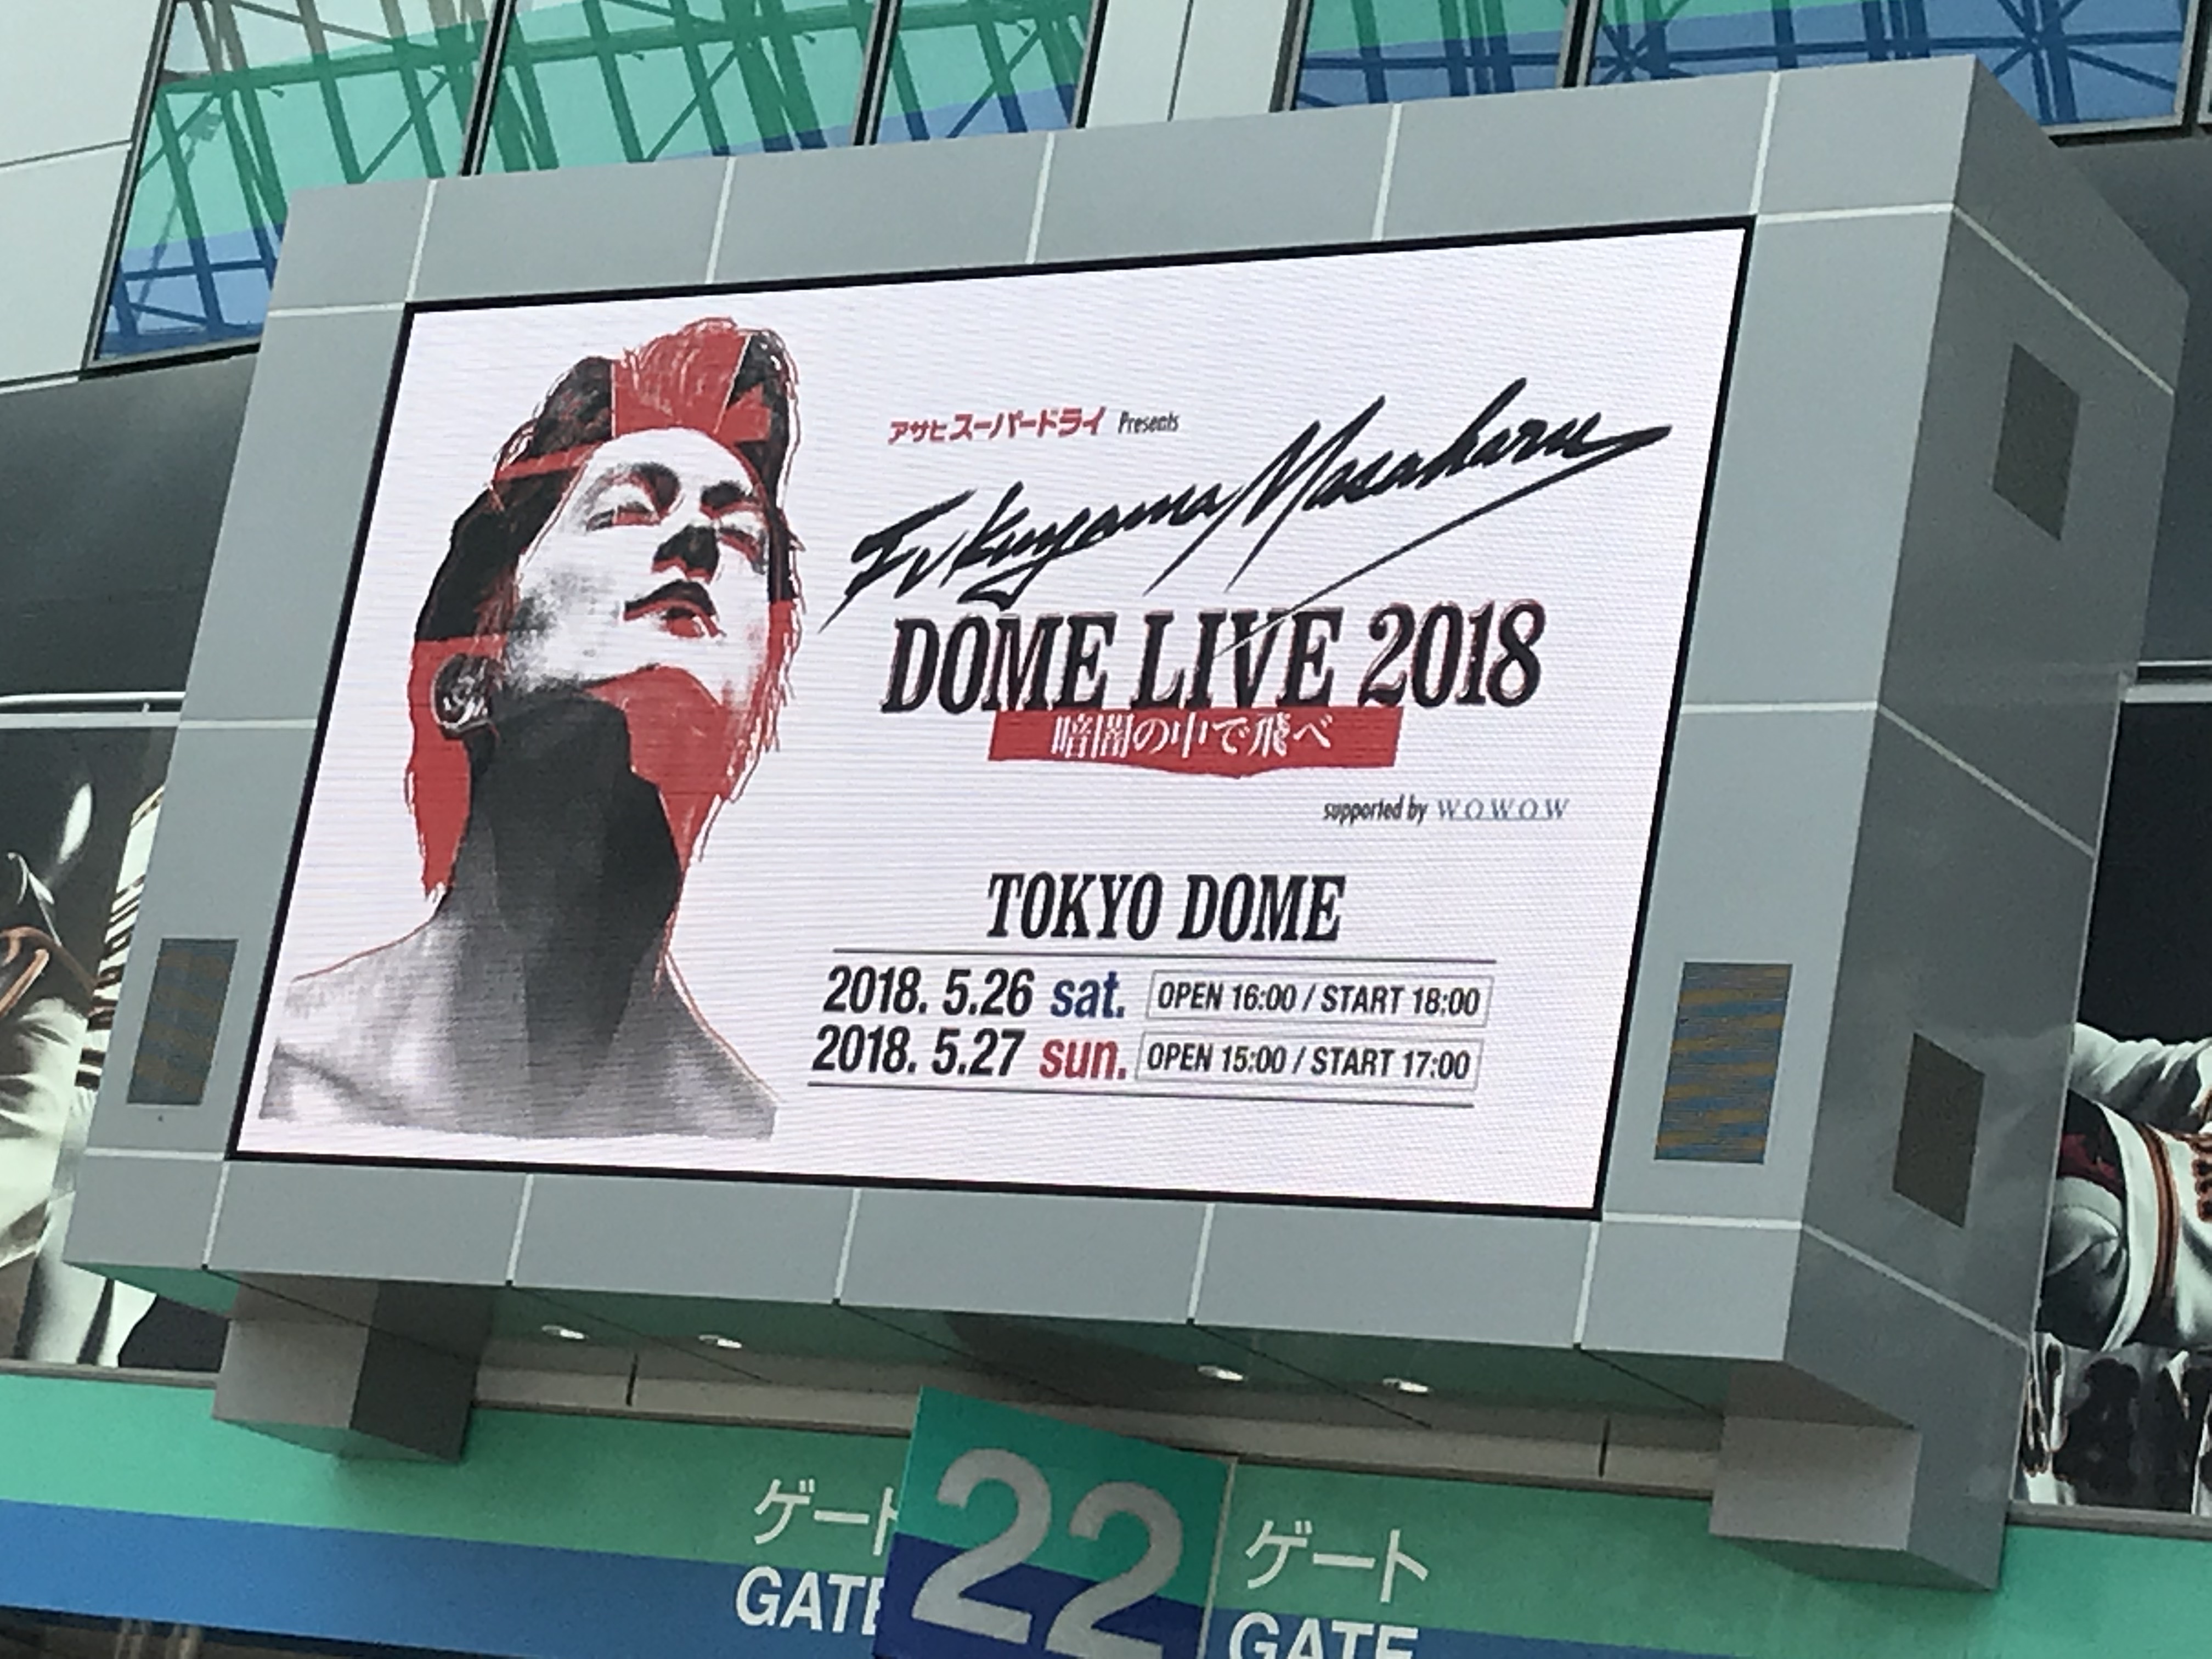 アサヒスーパードライ Presents
Fukuyama Masaharu
DOME LIVE 2018
暗闇の中で飛べ
supported by WOWOW
TOKYO DOME
2018. 5.26 sat. OPEN 16:00 / START 18:00
2018. 5.27 sun. OPEN 15:00 / START 17:00
22
ゲート ゲート
GATE GATE